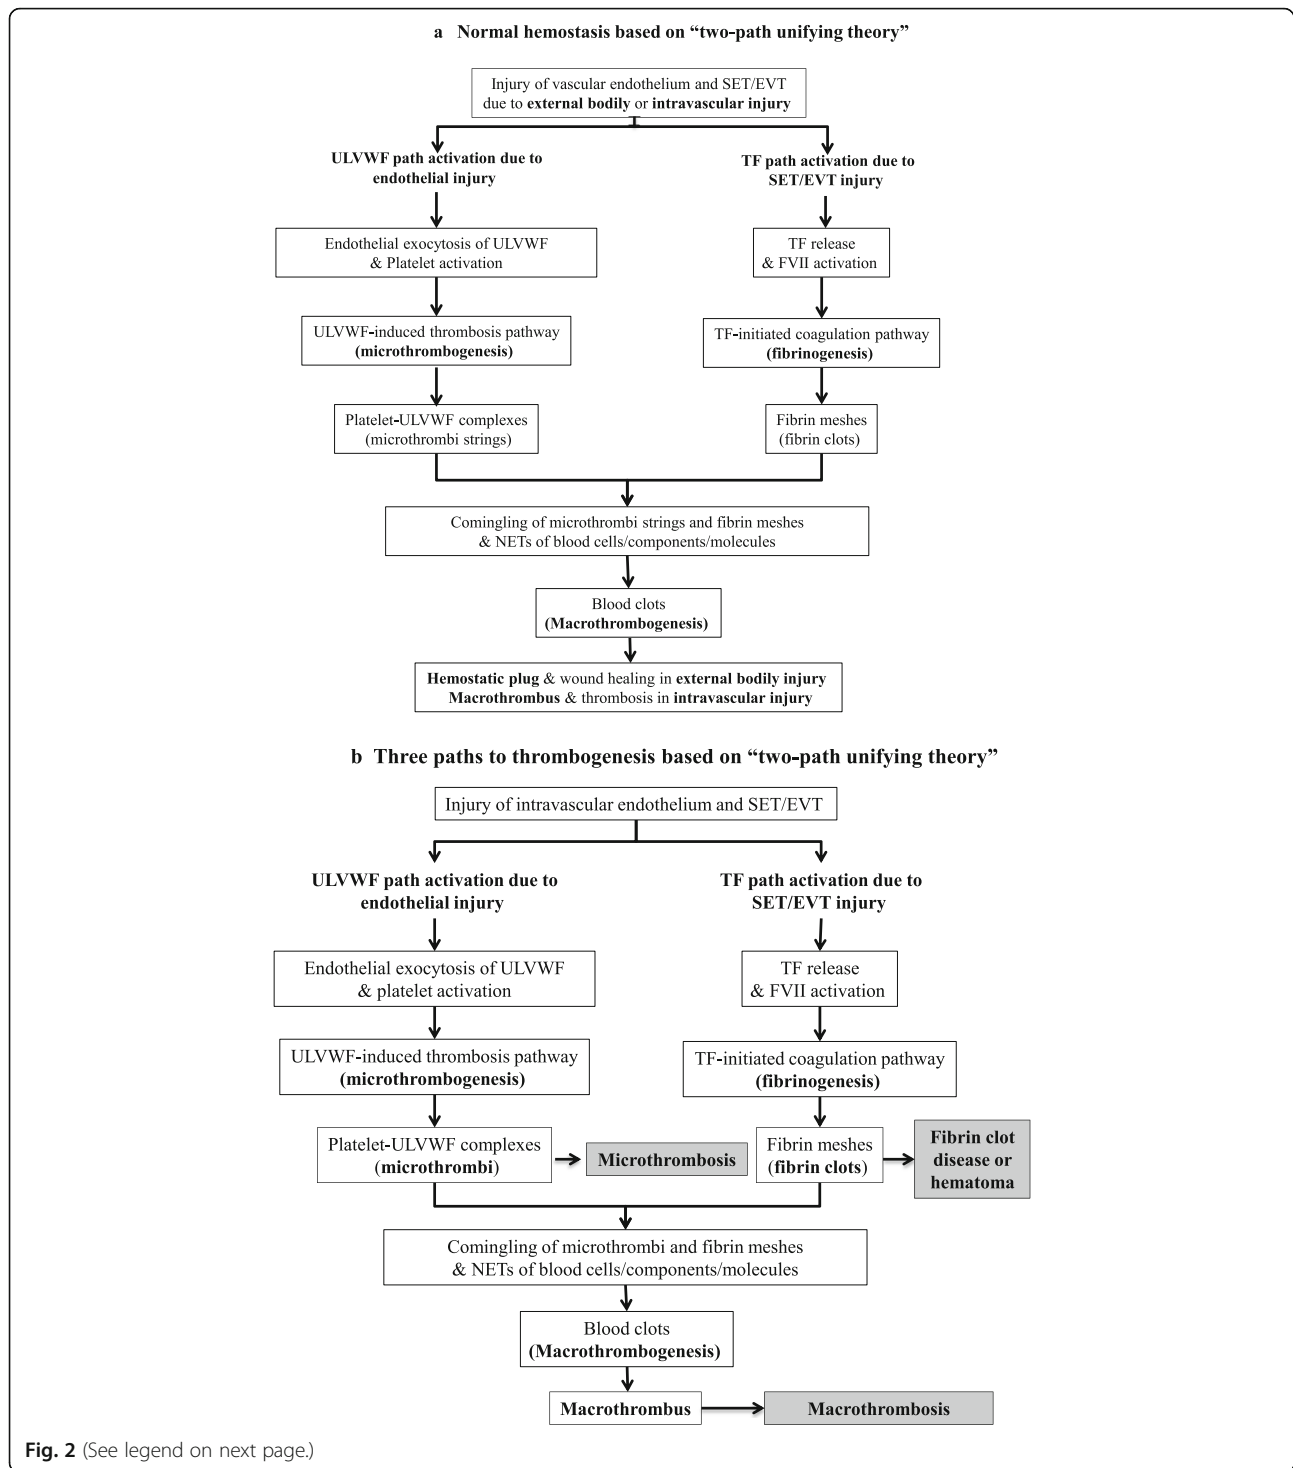 a Normal hemostasis based on “two-path unifying theory”
Injury of vascular endothelium and SET/EVT
due to external bodily or intravascular injury
ULVWF path activation due to
endothelial injury
TF path activation due to
SET/EVT injury
Endothelial exocytosis of ULVWF
& Platelet activation
TF release
& FVII activation
ULVWF-induced thrombosis pathway
(microthrombogenesis)
TF-initiated coagulation pathway
(fibrinogenesis)
Platelet-ULVWF complexes
(microthrombi strings)
Fibrin meshes
(fibrin clots)
Comingling of microthrombi strings and fibrin meshes
& NETs of blood cells/components/molecules
Blood clots
(Macrothrombogenesis)
Hemostatic plug & wound healing in external bodily injury
Macrothrombus & thrombosis in intravascular injury
b Three paths to thrombogenesis based on “two-path unifying theory”
Injury of intravascular endothelium and SET/EVT
ULVWF path activation due to
endothelial injury
TF path activation due to
SET/EVT injury
Endothelial exocytosis of ULVWF
& platelet activation
TF release
& FVII activation
ULVWF-induced thrombosis pathway
(microthrombogenesis)
TF-initiated coagulation pathway
(fibrinogenesis)
Platelet-ULVWF complexes
(microthrombi)
Microthrombosis
Fibrin meshes
(fibrin clots)
Fibrin clot
disease or
hematoma
Comingling of microthrombi and fibrin meshes
& NETs of blood cells/components/molecules
Blood clots
(Macrothrombogenesis)
Macrothrombus
Macrothrombosis
Fig. 2 (See legend on next page.)